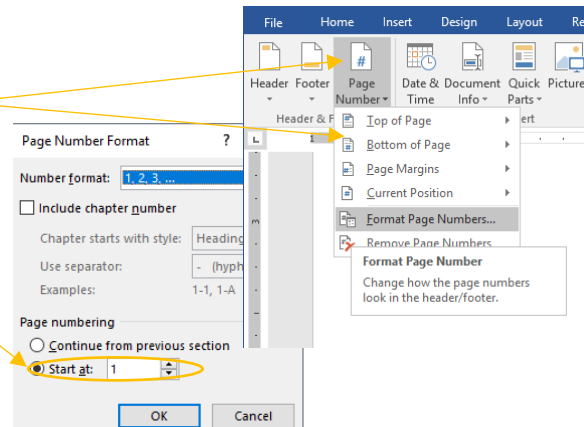 File Home Insert Design Layout Re
Header Footer Page Number Date & Time Document Info Quick Parts Picture
Header & F
ert
Top of Page
Bottom of Page
Page Margins
Current Position
Format Page Numbers...
Remove Page Numbers
Format Page Number
Change how the page numbers
look in the header/footer.
Page Number Format ?
Number format: 1, 2, 3, ...
Include chapter number
Chapter starts with style: Heading
Use separator: - (hyph
Examples: 1-1, 1-A
Page numbering
Continue from previous section
Start at: 1
OK Cancel